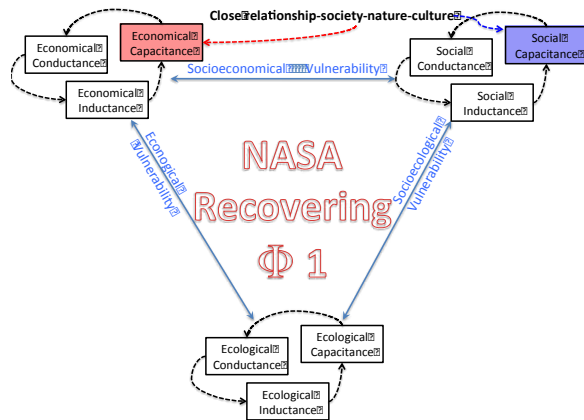 Close relationship-society-nature-culture
Economical
Capacitance
Economical
Conductance
Economical
Inductance
Social
Capacitance
Social
Conductance
Social
Inductance
Socioeconomical Vulnerability
Econogical
Vulnerability
Socioecological
Vulnerability
NASA
Recovering
Φ 1
Ecological
Conductance
Ecological
Capacitance
Ecological
Inductance